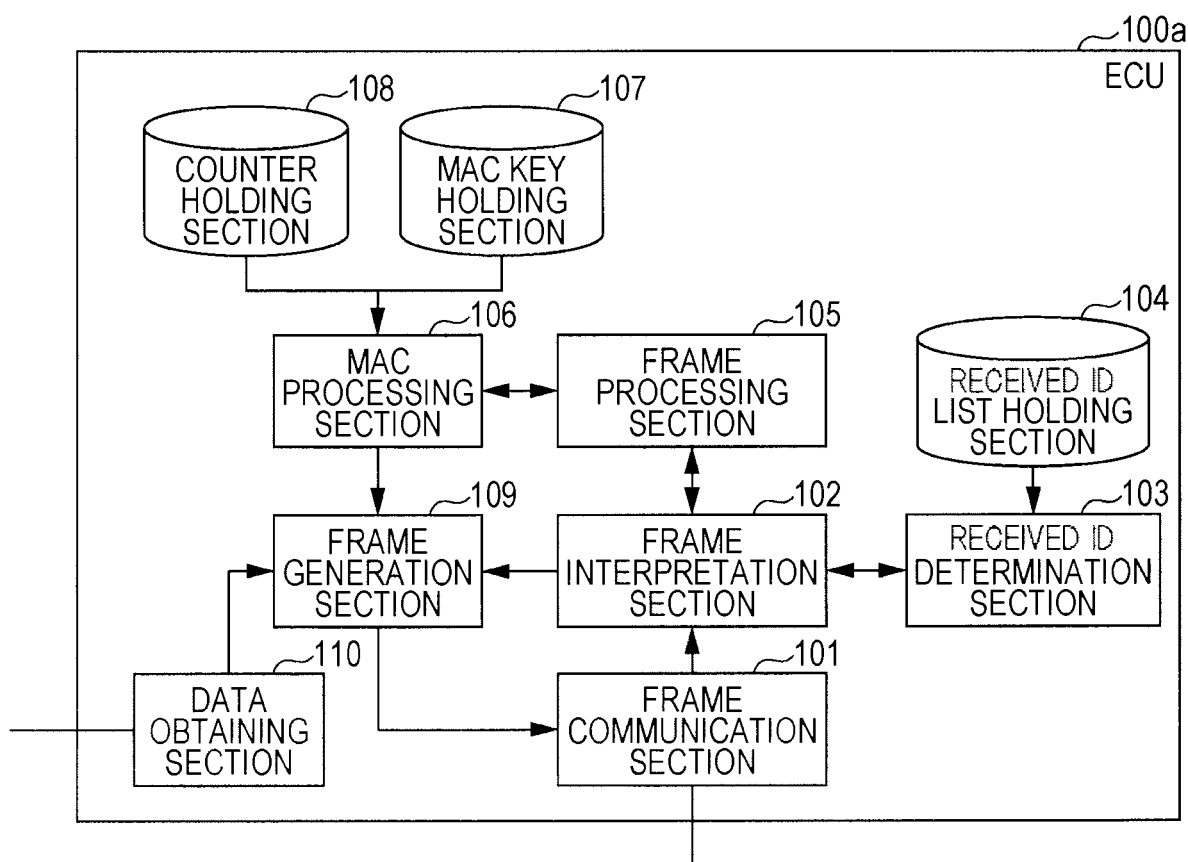 100a
ECU
108
107
COUNTER
HOLDING
SECTION
MAC KEY
HOLDING
SECTION
106
105
104
MAC
PROCESSING
SECTION
FRAME
PROCESSING
SECTION
RECEIVED ID
LIST HOLDING
SECTION
109
102
103
FRAME
GENERATION
SECTION
FRAME
INTERPRETATION
SECTION
RECEIVED ID
DETERMINATION
SECTION
110
101
DATA
OBTAINING
SECTION
FRAME
COMMUNICATION
SECTION